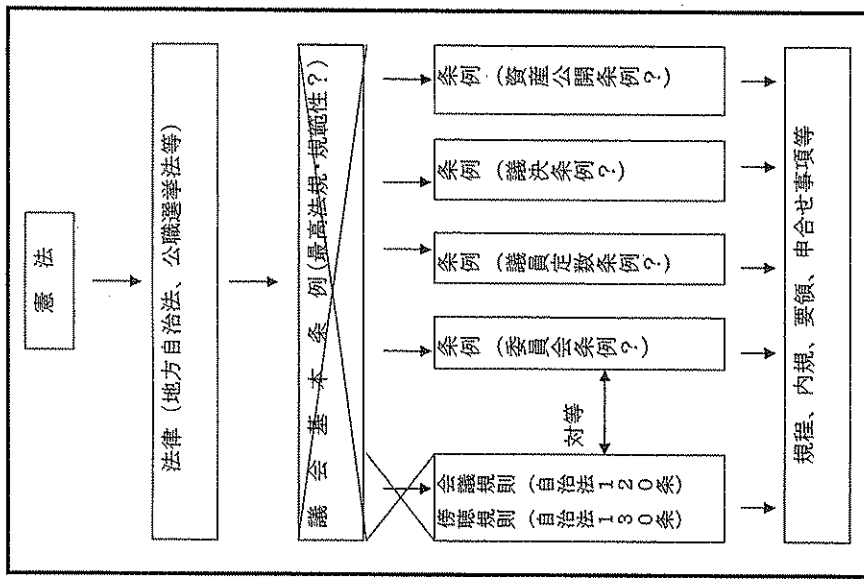 憲法
法律（地方自治法、公職選挙法等）
議会基本条例（最高法規・規範性？）
会議規則（自治法１２０条）
傍聴規則（自治法１３０条）
対等
条例（委員会条例？）
条例（議員定数条例？）
条例（議決条例？）
条例（資産公開条例？）
規程、内規、要領、申合せ事項等